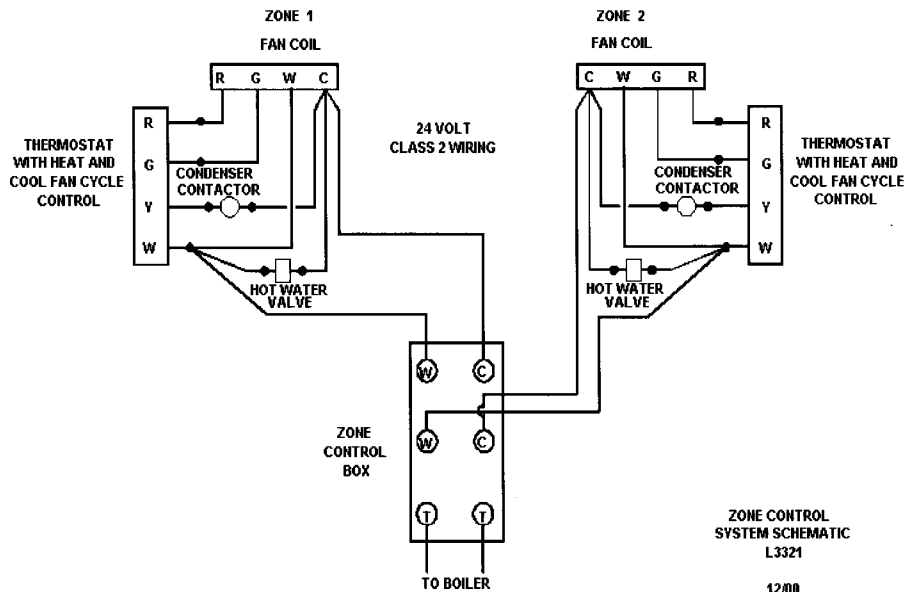 ZONE 1
FAN COIL
R G W C
ZONE 2
FAN COIL
C W G R
THERMOSTAT
WITH HEAT AND
COOL FAN CYCLE
CONTROL
R
G
Y
W
CONDENSER
CONTACTOR
HOT WATER
VALVE
24 VOLT
CLASS 2 WIRING
CONDENSER
CONTACTOR
HOT WATER
VALVE
R
G
Y
W
THERMOSTAT
WITH HEAT AND
COOL FAN CYCLE
CONTROL
ZONE
CONTROL
BOX
W C
W C
T T
TO BOILER
ZONE CONTROL
SYSTEM SCHEMATIC
L3321
12/00